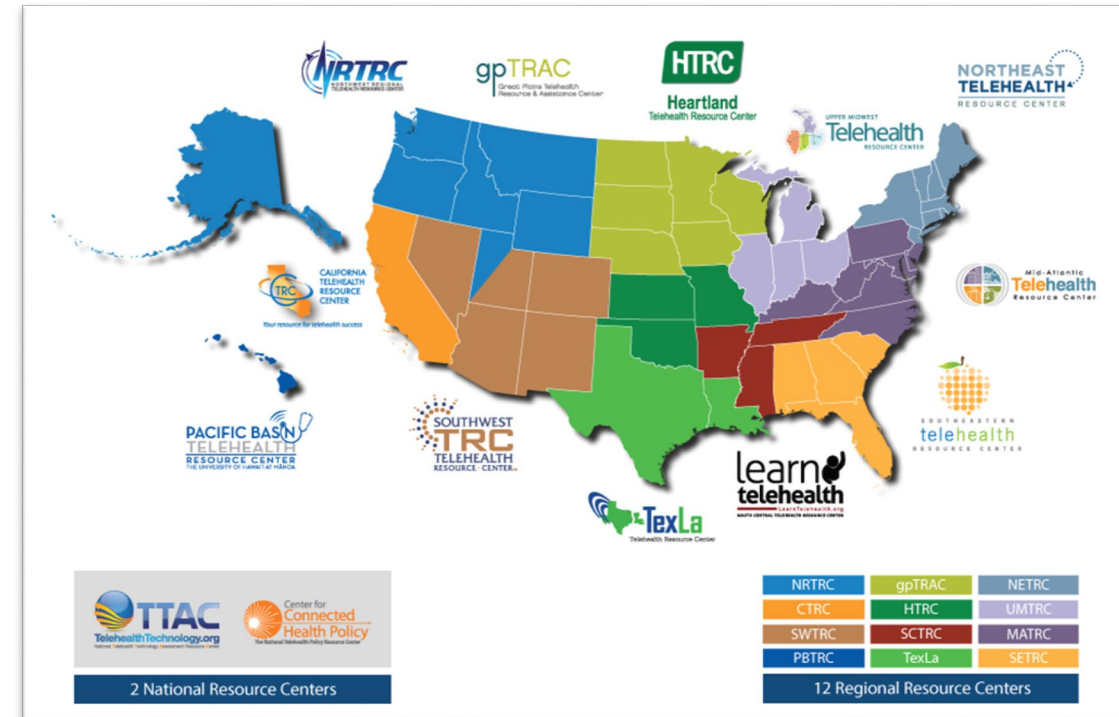 NRTRC
NORTHWEST REGIONAL
TELEHEALTH RESOURCE CENTER
gpTRAC
Great Plains Telehealth
Resource & Assistance Center
HTRC
Heartland
Telehealth Resource Center
NORTHEAST
TELEHEALTH
RESOURCE CENTER
UPPER MIDWEST
Telehealth
RESOURCE CENTER
TRC
CALIFORNIA
TELEHEALTH
RESOURCE
CENTER
Your resource for telehealth success
Mid-Atlantic
Telehealth
Resource Center
PACIFIC BASIN
TELEHEALTH
RESOURCE CENTER
THE UNIVERSITY OF HAWAI'I AT MĀNOA
SOUTHWEST
TRC
TELEHEALTH
RESOURCE · CENTER
SOUTHEASTERN
telehealth
RESOURCE CENTER
learn
telehealth
LearnTelehealth.org
SOUTH CENTRAL TELEHEALTH RESOURCE CENTER
TexLa
Telehealth Resource Center
TTAC
TelehealthTechnology.org
National Telehealth Technology Assessment Resource Center
Center for
Connected
Health Policy
The National Telehealth Policy Resource Center
2 National Resource Centers
NRTRC gpTRAC NETRC
CTRC HTRC UMTRC
SWTRC SCTRC MATRC
PBTRC TexLa SETRC
12 Regional Resource Centers